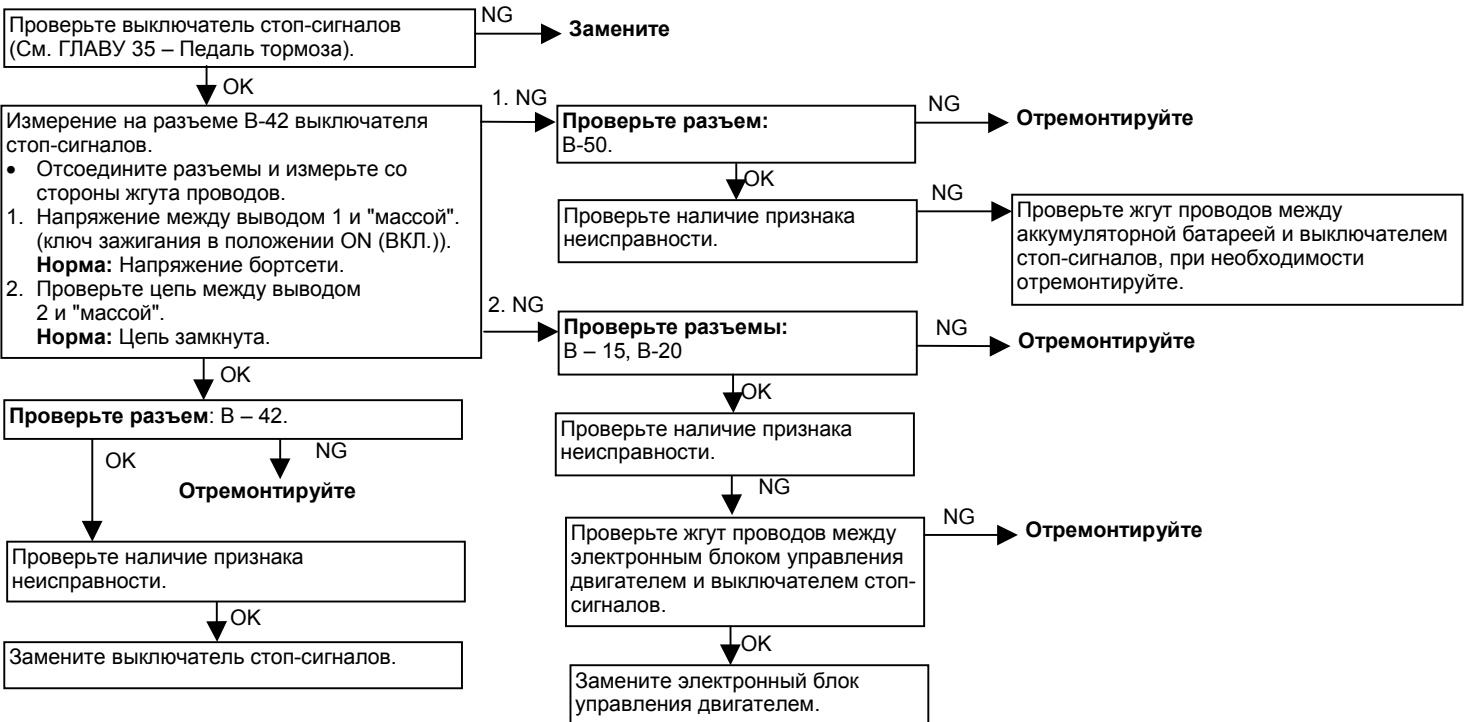 Проверьте выключатель стоп-сигналов
(См. ГЛАВУ 35 – Педаль тормоза).
NG
Замените
OK
Измерение на разъеме B-42 выключателя
стоп-сигналов.
• Отсоедините разъемы и измерьте со
стороны жгута проводов.
1. Напряжение между выводом 1 и "массой".
(ключ зажигания в положении ON (ВКЛ.)).
Норма: Напряжение бортсети.
2. Проверьте цепь между выводом
2 и "массой".
Норма: Цепь замкнута.
1. NG
Проверьте разъем:
B-50.
NG
Отремонтируйте
OK
Проверьте наличие признака
неисправности.
NG
Проверьте жгут проводов между
аккумуляторной батареей и выключателем
стоп-сигналов, при необходимости
отремонтируйте.
2. NG
Проверьте разъемы:
B – 15, B-20
NG
Отремонтируйте
OK
Проверьте наличие признака
неисправности.
NG
Проверьте жгут проводов между
электронным блоком управления
двигателем и выключателем стоп-
сигналов.
NG
Отремонтируйте
OK
Замените электронный блок
управления двигателем.
OK
Проверьте разъем: B – 42.
OK
NG
Отремонтируйте
Проверьте наличие признака
неисправности.
OK
Замените выключатель стоп-сигналов.